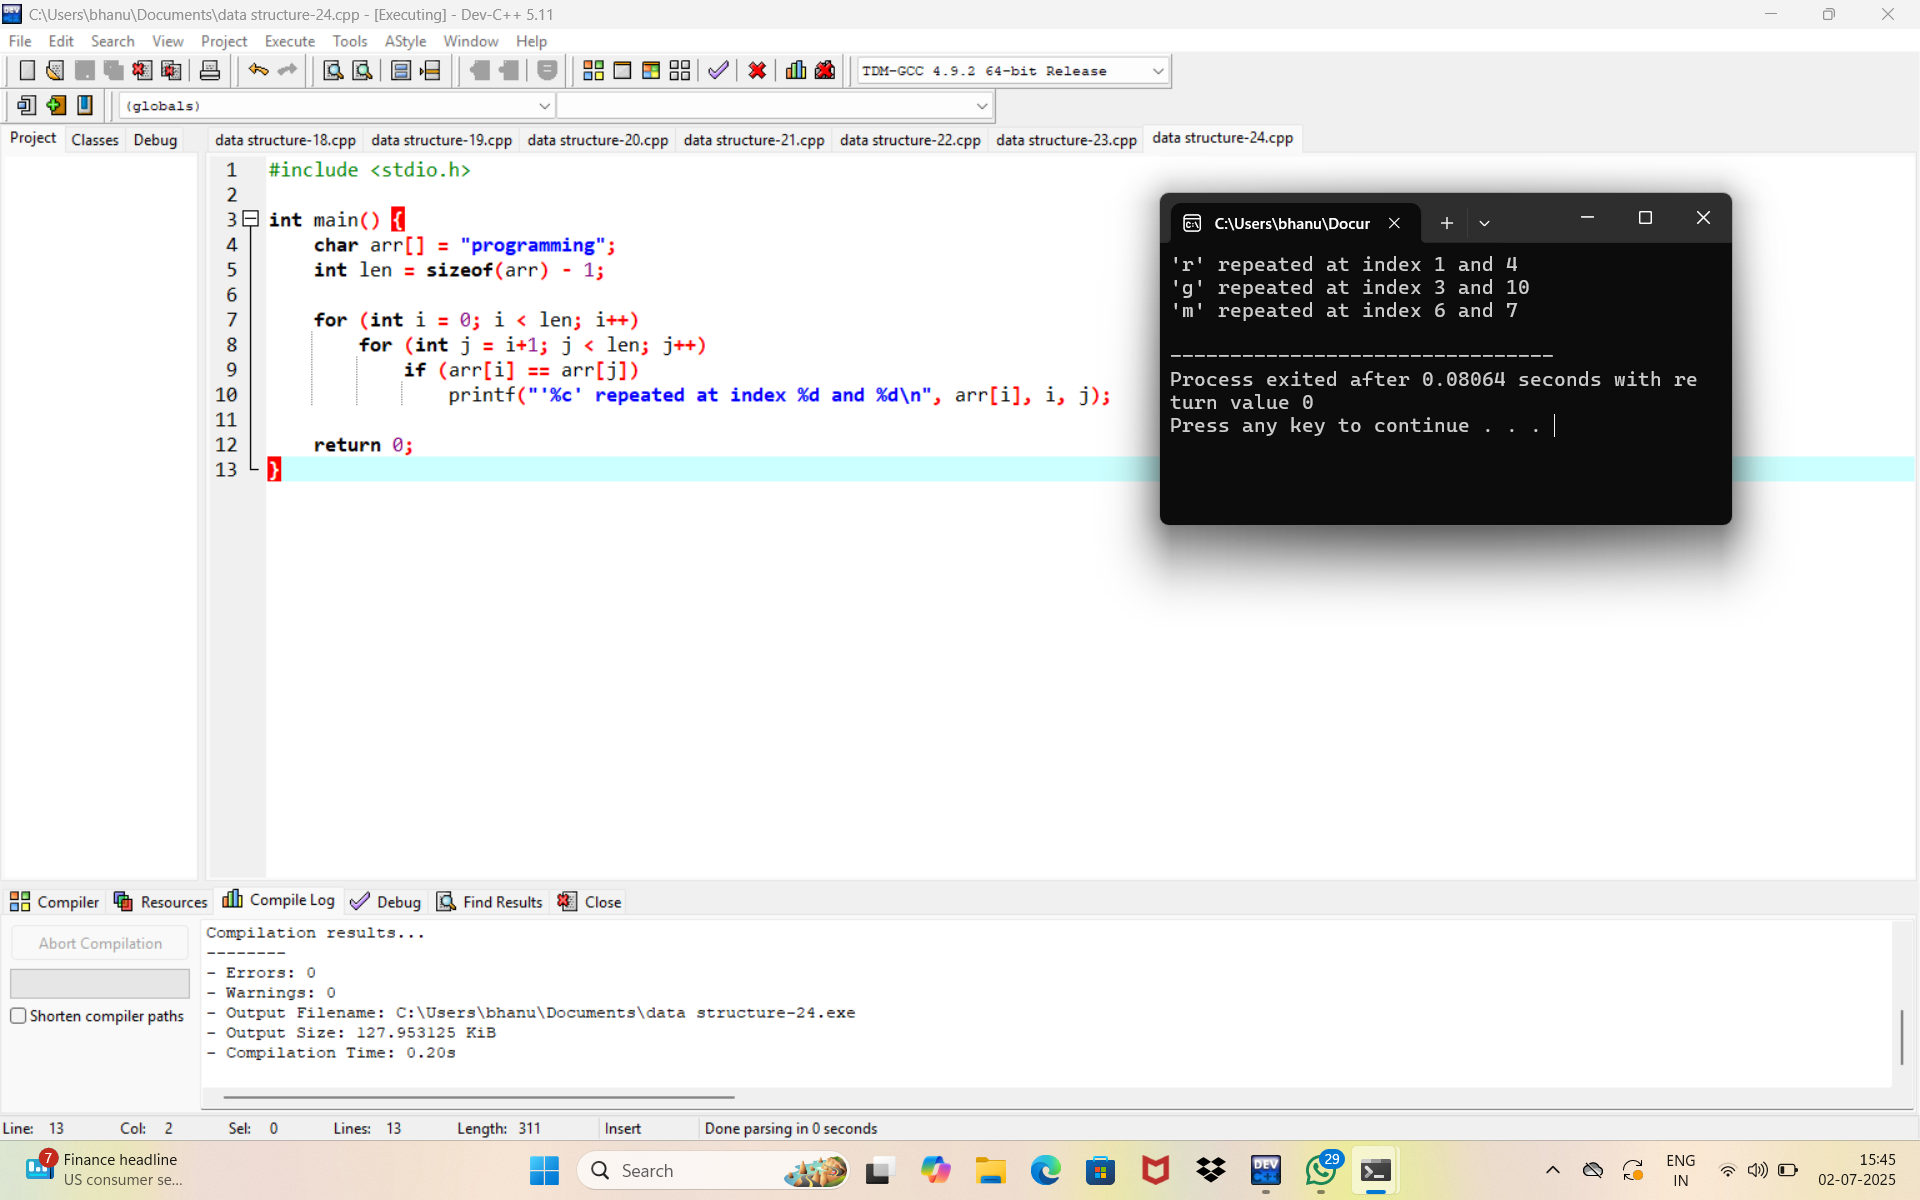 C:\Users\bhanu\Documents\data structure-24.cpp - [Executing] - Dev-C++ 5.11
File Edit Search View Project Execute Tools AStyle Window Help
TDM-GCC 4.9.2 64-bit Release
(globals)
Project Classes Debug
data structure-18.cpp data structure-19.cpp data structure-20.cpp data structure-21.cpp data structure-22.cpp data structure-23.cpp data structure-24.cpp
1 #include <stdio.h>
2
3 int main() {
4 char arr[] = "programming";
5 int len = sizeof(arr) - 1;
6
7 for (int i = 0; i < len; i++)
8 for (int j = i+1; j < len; j++)
9 if (arr[i] == arr[j])
10 printf("'%c' repeated at index %d and %d\n", arr[i], i, j);
11
12 return 0;
13 }
C:\Users\bhanu\Docur
'r' repeated at index 1 and 4
'g' repeated at index 3 and 10
'm' repeated at index 6 and 7
--------------------------------
Process exited after 0.08064 seconds with re
turn value 0
Press any key to continue . . .
Compiler Resources Compile Log Debug Find Results Close
Abort Compilation
Shorten compiler paths
Compilation results...
--------
- Errors: 0
- Warnings: 0
- Output Filename: C:\Users\bhanu\Documents\data structure-24.exe
- Output Size: 127.953125 KiB
- Compilation Time: 0.20s
Line: 13 Col: 2 Sel: 0 Lines: 13 Length: 311 Insert Done parsing in 0 seconds
7
Finance headline
US consumer se...
Search
DEV
29
ENG
IN
15:45
02-07-2025